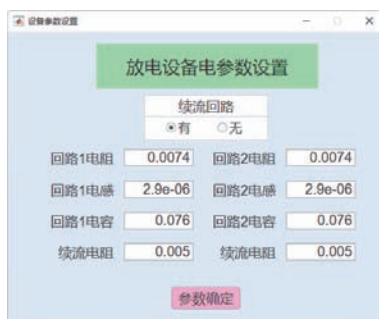 设备参数设置
放电设备电参数设置
续流回路
有 无
回路1电阻 0.0074 回路2电阻 0.0074
回路1电感 2.9e-06 回路2电感 2.9e-06
回路1电容 0.076 回路2电容 0.076
续流电阻 0.005 续流电阻 0.005
参数确定